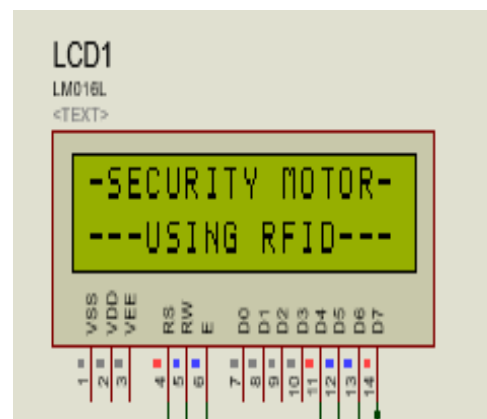 LCD1
LM016L
<TEXT>
-SECURITY MOTOR-
---USING RFID---
VSS VDD VEE RS RW E D0 D1 D2 D3 D4 D5 D6 D7
1 2 3 4 5 6 7 8 9 10 11 12 13 14